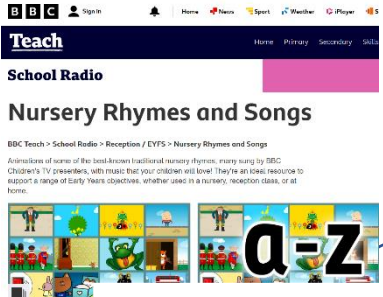 BBC Sign in Home News Sport Weather iPlayer
Teach Home Primary Secondary Skills
School Radio
Nursery Rhymes and Songs
BBC Teach > School Radio > Reception / EYFS > Nursery Rhymes and Songs
Animations of some of the best-known traditional nursery rhymes, many sung by BBC
Children's TV presenters, with music that your children will love! They're an ideal resource to
support a range of Early Years objectives, whether used in a nursery, reception class, or at
home.
a-z